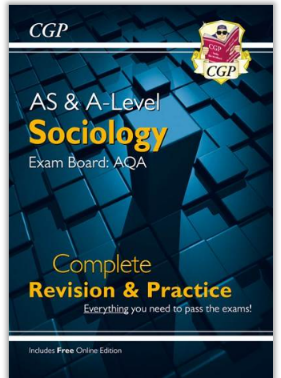 CGP
CGP
CGP
AS & A-Level
Sociology
Exam Board: AQA
Complete
Revision & Practice
Everything you need to pass the exams!
Includes Free Online Edition